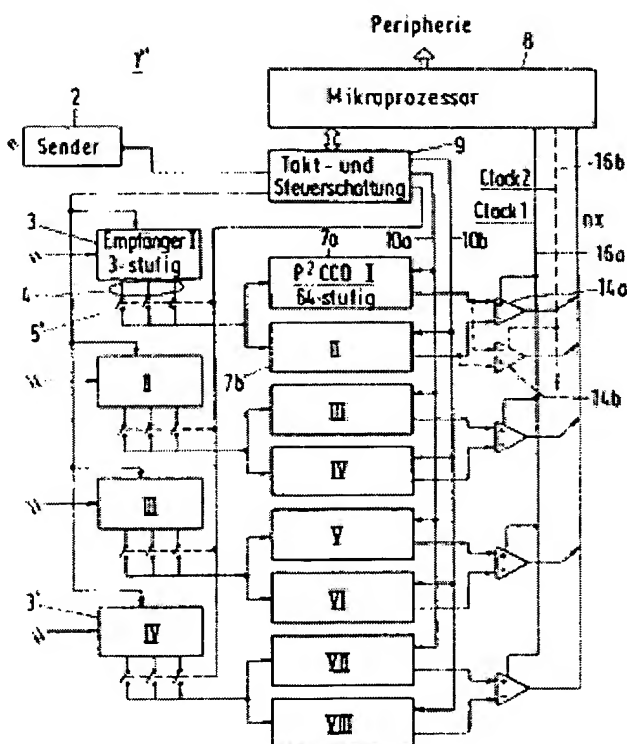 Peripherie
1'
8
Mikroprozessor
2
Sender
9
Takt- und
Steuerschaltung
16b
Clock 2
Clock 1
nx
16a
3
Empfänger I
3-stufig
4
5'
7a
10a
10b
P²CCD I
64-stufig
14a
II
7b
14b
II
III
IV
III
V
VI
3'
IV
VII
VIII